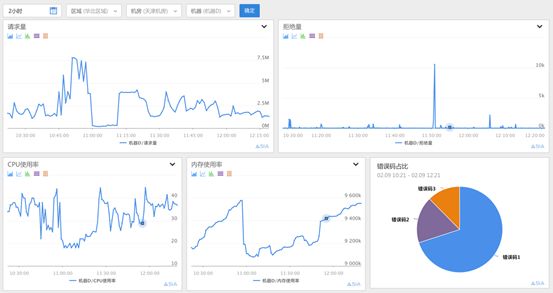 2小时 区域 (华北区域) 机房 (天津机房) 机器 (机器D) 确定
请求量
7.5M
5M
2.5M
0M
10:30:00 10:45:00 11:00:00 11:15:00 11:30:00 11:45:00 12:00:00 12:15:00
机器D/请求量
SIA
拒绝量
10k
5k
0k
10:30:00 10:50:00 11:10:00 11:30:00 11:50:00 12:00:00 12:20:00
机器D/拒绝量
SIA
CPU使用率
40
30
20
10
10:30:00 11:00:00 11:30:00 12:00:00
机器D/CPU使用率
SIA
内存使用率
9 600k
9 400k
9 200k
9 000k
10:30:00 11:00:00 11:30:00 12:00:00
机器D/内存使用率
SIA
错误码占比
02.09 10:21 - 02.09 12:21
错误码3
错误码2
错误码1
SIA